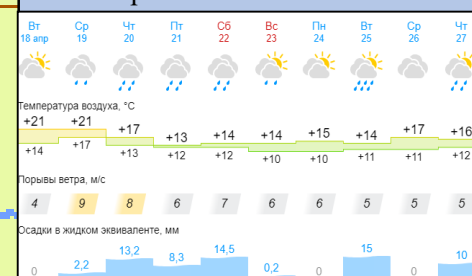 Вт Ср Чт Пт Сб Вс Пн Вт Ср Чт
18 апр 19 20 21 22 23 24 25 26 27
Температура воздуха, °C
+21 +21 +17 +13 +14 +14 +15 +14 +17 +16
+14 +17 +13 +12 +12 +10 +10 +11 +11 +12
Порывы ветра, м/с
4 9 8 6 7 6 6 5 5 5
Осадки в жидком эквиваленте, мм
0 2,2 13,2 8,3 14,5 0,2 0 15 0 10